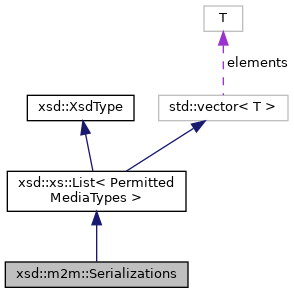 T
elements
xsd::XsdType
std::vector< T >
xsd::xs::List< Permitted
MediaTypes >
xsd::m2m::Serializations